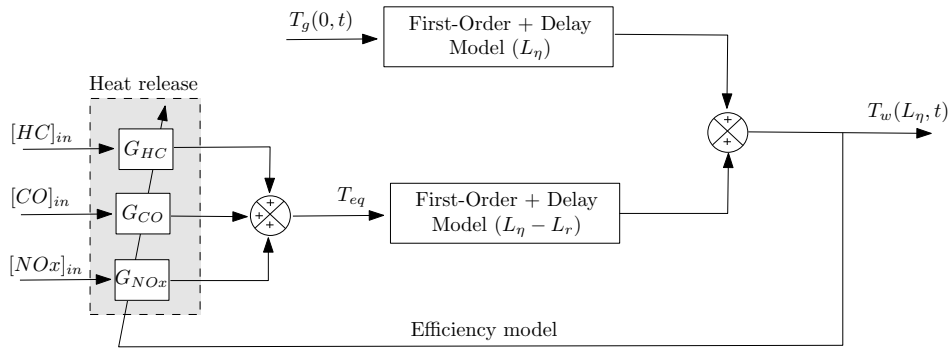 T_g(0, t)
First-Order + Delay
Model (L_η)
Heat release
[HC]_in
G_HC
+
+
+
T_w(L_η, t)
[CO]_in
G_CO
+
+
+
T_eq
First-Order + Delay
Model (L_η − L_r)
[NOx]_in
G_NOx
Efficiency model